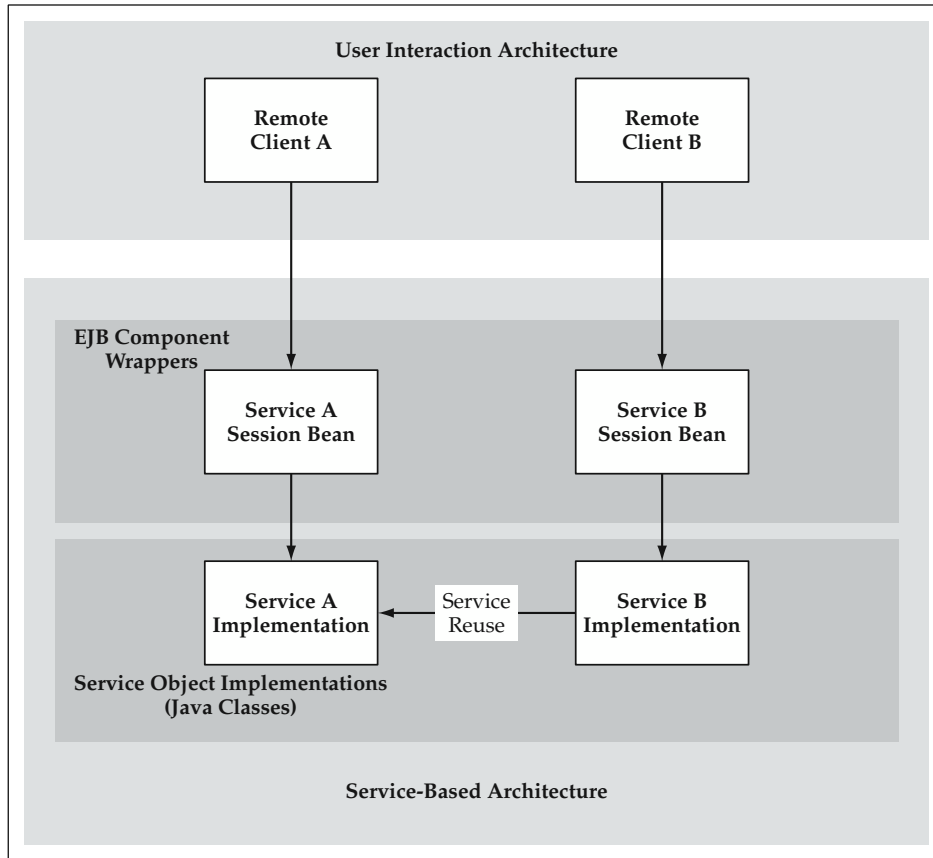 User Interaction Architecture
Remote
Client A
Remote
Client B
EJB Component
Wrappers
Service A
Session Bean
Service B
Session Bean
Service A
Implementation
Service
Reuse
Service B
Implementation
Service Object Implementations
(Java Classes)
Service-Based Architecture